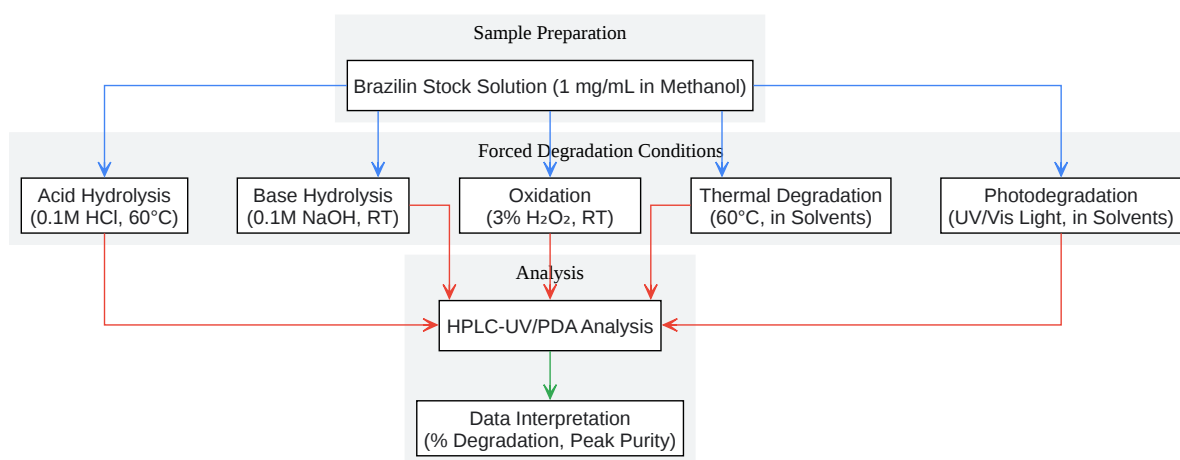 Sample Preparation
Brazilin Stock Solution (1 mg/mL in Methanol)
Forced Degradation Conditions
Acid Hydrolysis
(0.1M HCl, 60°C)
Base Hydrolysis
(0.1M NaOH, RT)
Oxidation
(3% H₂O₂, RT)
Thermal Degradation
(60°C, in Solvents)
Photodegradation
(UV/Vis Light, in Solvents)
Analysis
HPLC-UV/PDA Analysis
Data Interpretation
(% Degradation, Peak Purity)